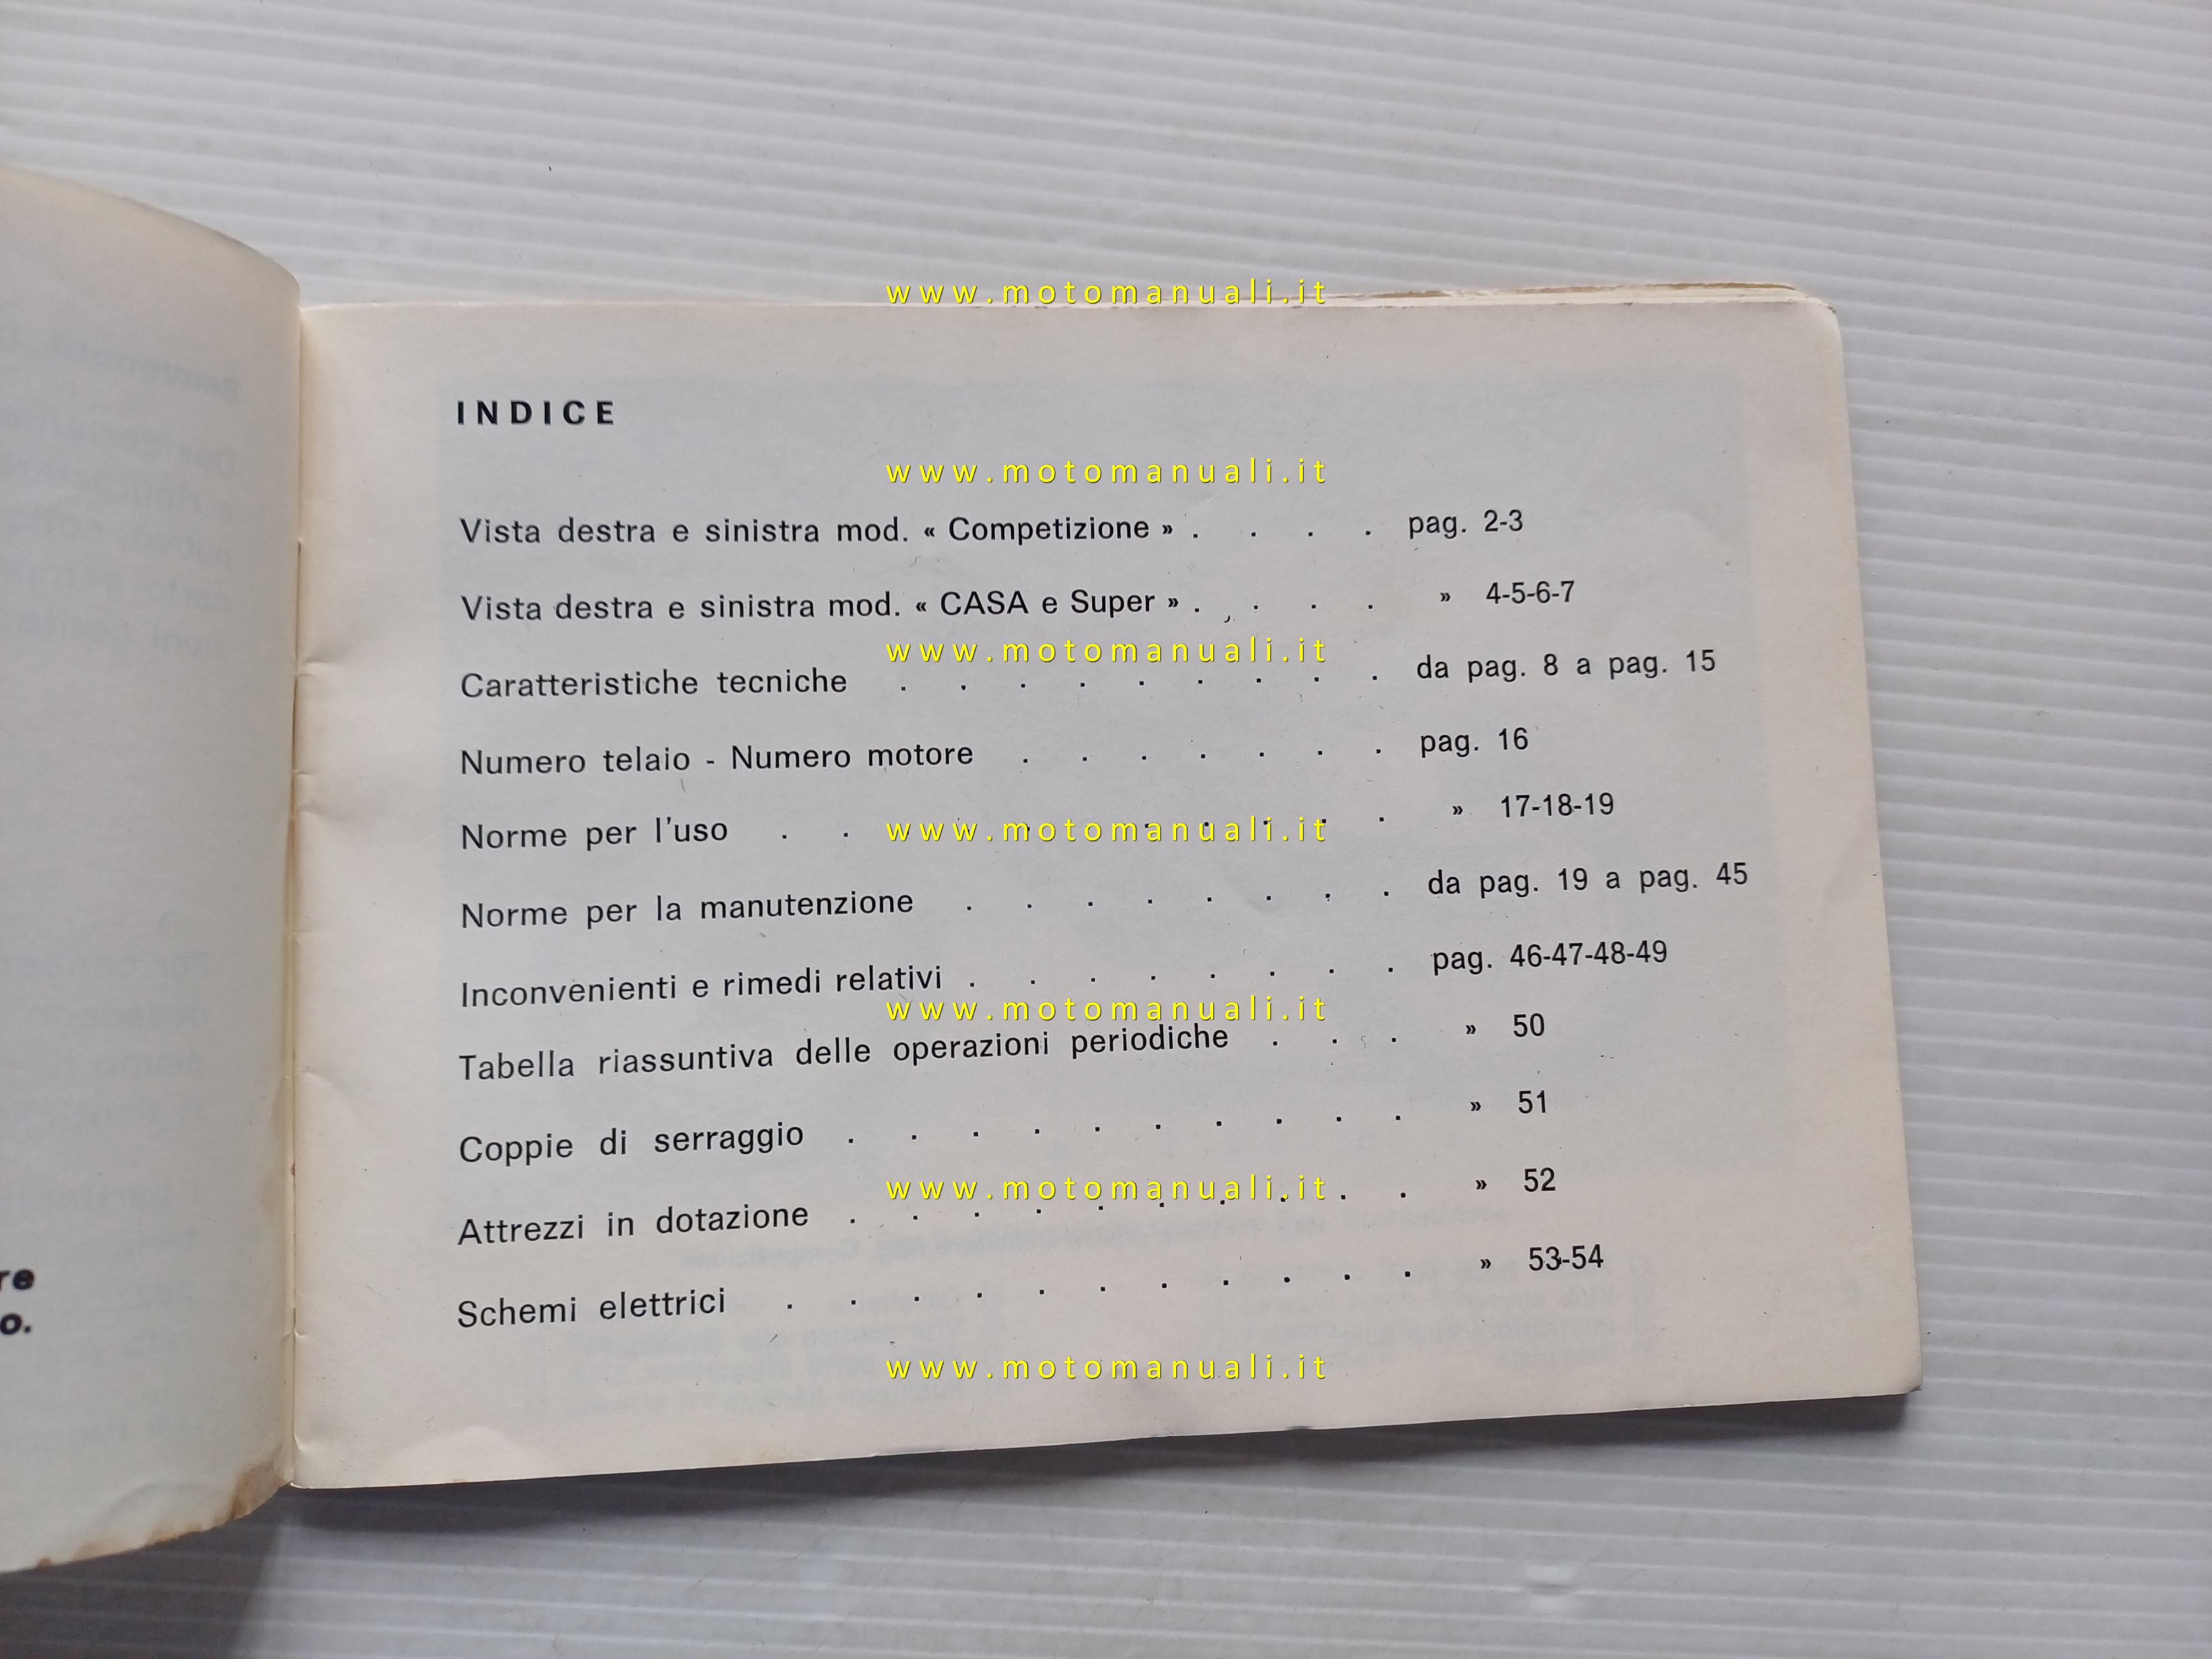 www.motomanuali.it
INDICE
www.motomanuali.it
Vista destra e sinistra mod. « Competizione » . . . . pag. 2-3
Vista destra e sinistra mod. « CASA e Super » . . . . » 4-5-6-7
www.motomanuali.it
Caratteristiche tecniche . . . . . . . . . da pag. 8 a pag. 15
Numero telaio - Numero motore . . . . . . . pag. 16
Norme per l'uso . . . . . . . . . . . » 17-18-19
www.motomanuali.it
Norme per la manutenzione . . . . . . . . da pag. 19 a pag. 45
Inconvenienti e rimedi relativi . . . . . . . . pag. 46-47-48-49
www.motomanuali.it
Tabella riassuntiva delle operazioni periodiche . . . » 50
Coppie di serraggio . . . . . . . . . . » 51
www.motomanuali.it
Attrezzi in dotazione . . . . . . . . . . » 52
Schemi elettrici . . . . . . . . . . . » 53-54
www.motomanuali.it
re
o.